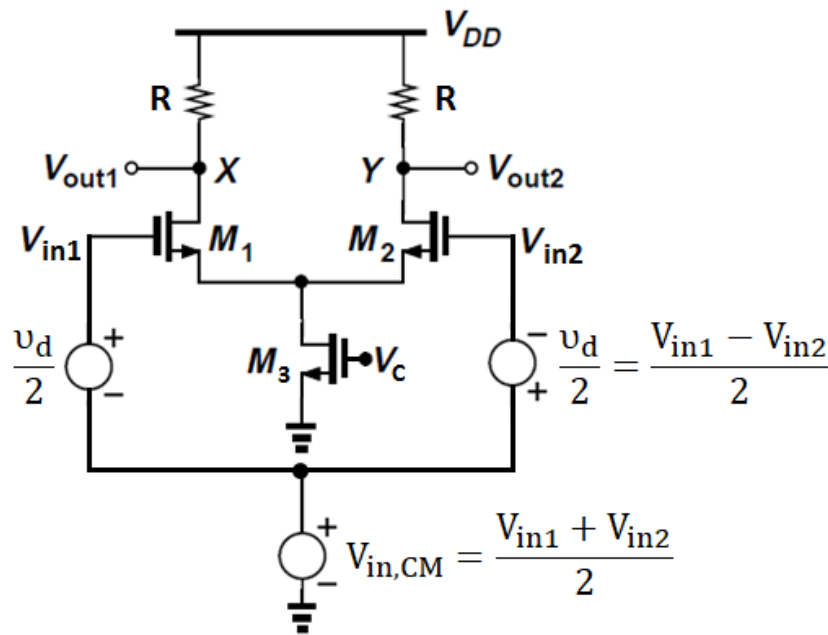 V_DD
R R
V_out1 X Y V_out2
V_in1 M_1 M_2 V_in2
M_3 V_C
+ − + −
υ_d/2
υ_d/2 = (V_in1 − V_in2)/2
+ −
V_in,CM = (V_in1 + V_in2)/2